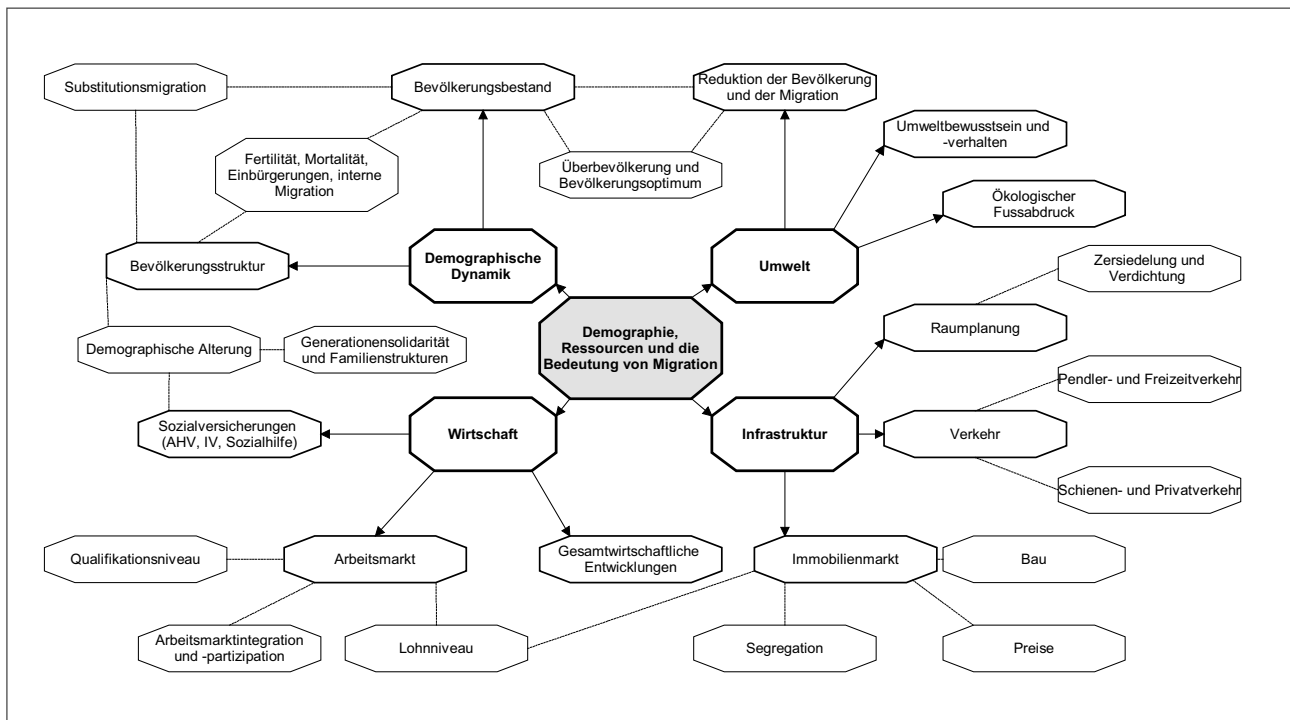 Substitutionsmigration
Bevölkerungsbestand
Reduktion der Bevölkerung
und der Migration
Umweltbewusstsein und
-verhalten
Fertilität, Mortalität,
Einbürgerungen, interne
Migration
Überbevölkerung und
Bevölkerungsoptimum
Ökologischer
Fussabdruck
Bevölkerungsstruktur
Demographische
Dynamik
Umwelt
Zersiedelung und
Verdichtung
Demographische Alterung
Generationensolidarität
und Familienstrukturen
Demographie,
Ressourcen und die
Bedeutung von Migration
Raumplanung
Pendler- und Freizeitverkehr
Sozialversicherungen
(AHV, IV, Sozialhilfe)
Wirtschaft
Infrastruktur
Verkehr
Schienen- und Privatverkehr
Qualifikationsniveau
Arbeitsmarkt
Gesamtwirtschaftliche
Entwicklungen
Immobilienmarkt
Bau
Arbeitsmarktintegration
und -partizipation
Lohnniveau
Segregation
Preise